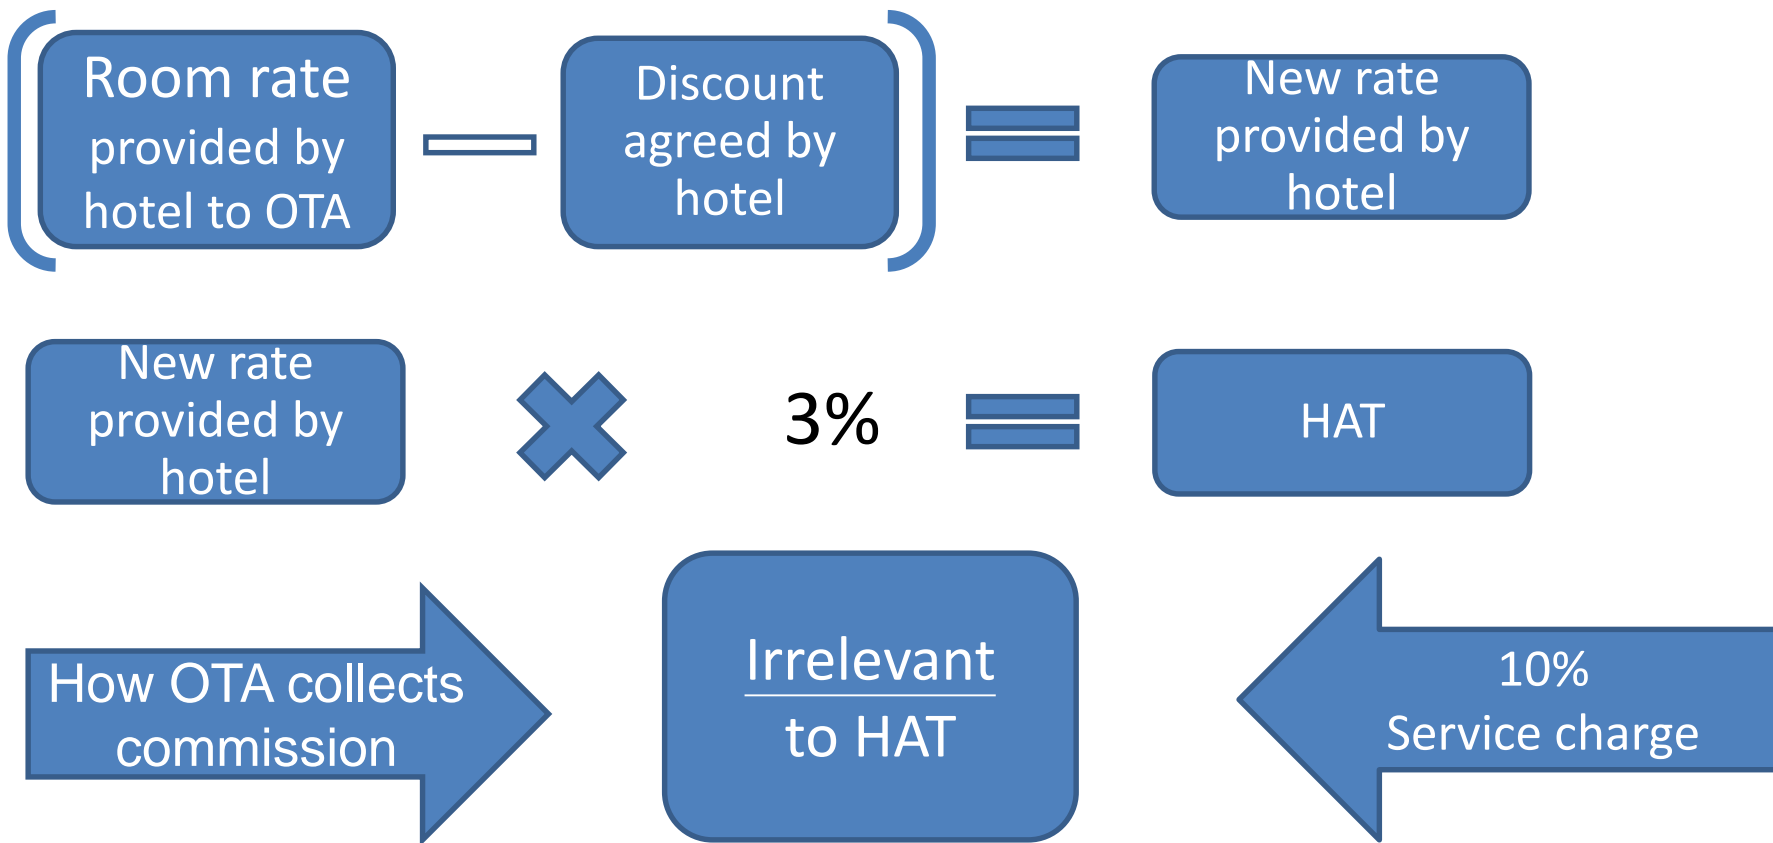 Room rate
provided by
hotel to OTA
Discount
agreed by
hotel
New rate
provided by
hotel
New rate
provided by
hotel
3%
HAT
How OTA collects
commission
Irrelevant
to HAT
10%
Service charge